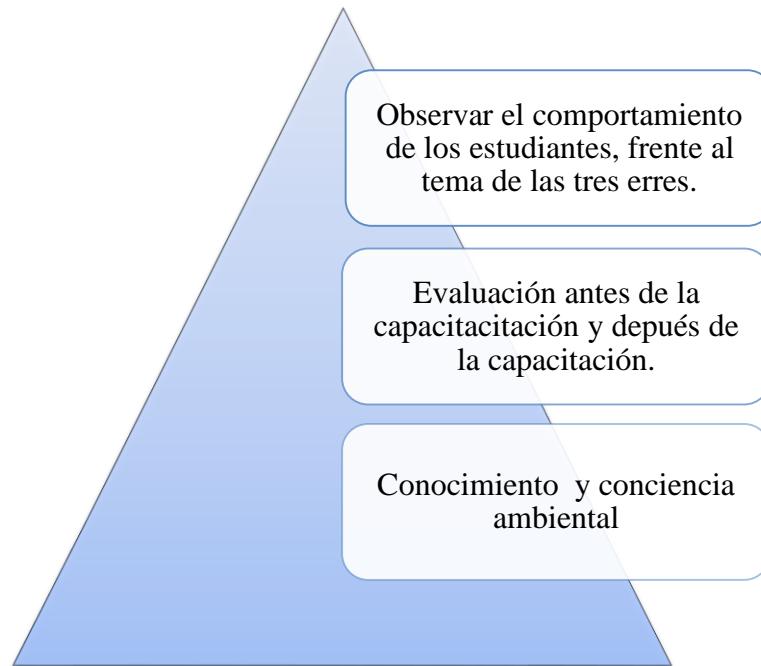 Observar el comportamiento
de los estudiantes, frente al
tema de las tres erres.
Evaluación antes de la
capacitacitación y depués de
la capacitación.
Conocimiento y conciencia
ambiental